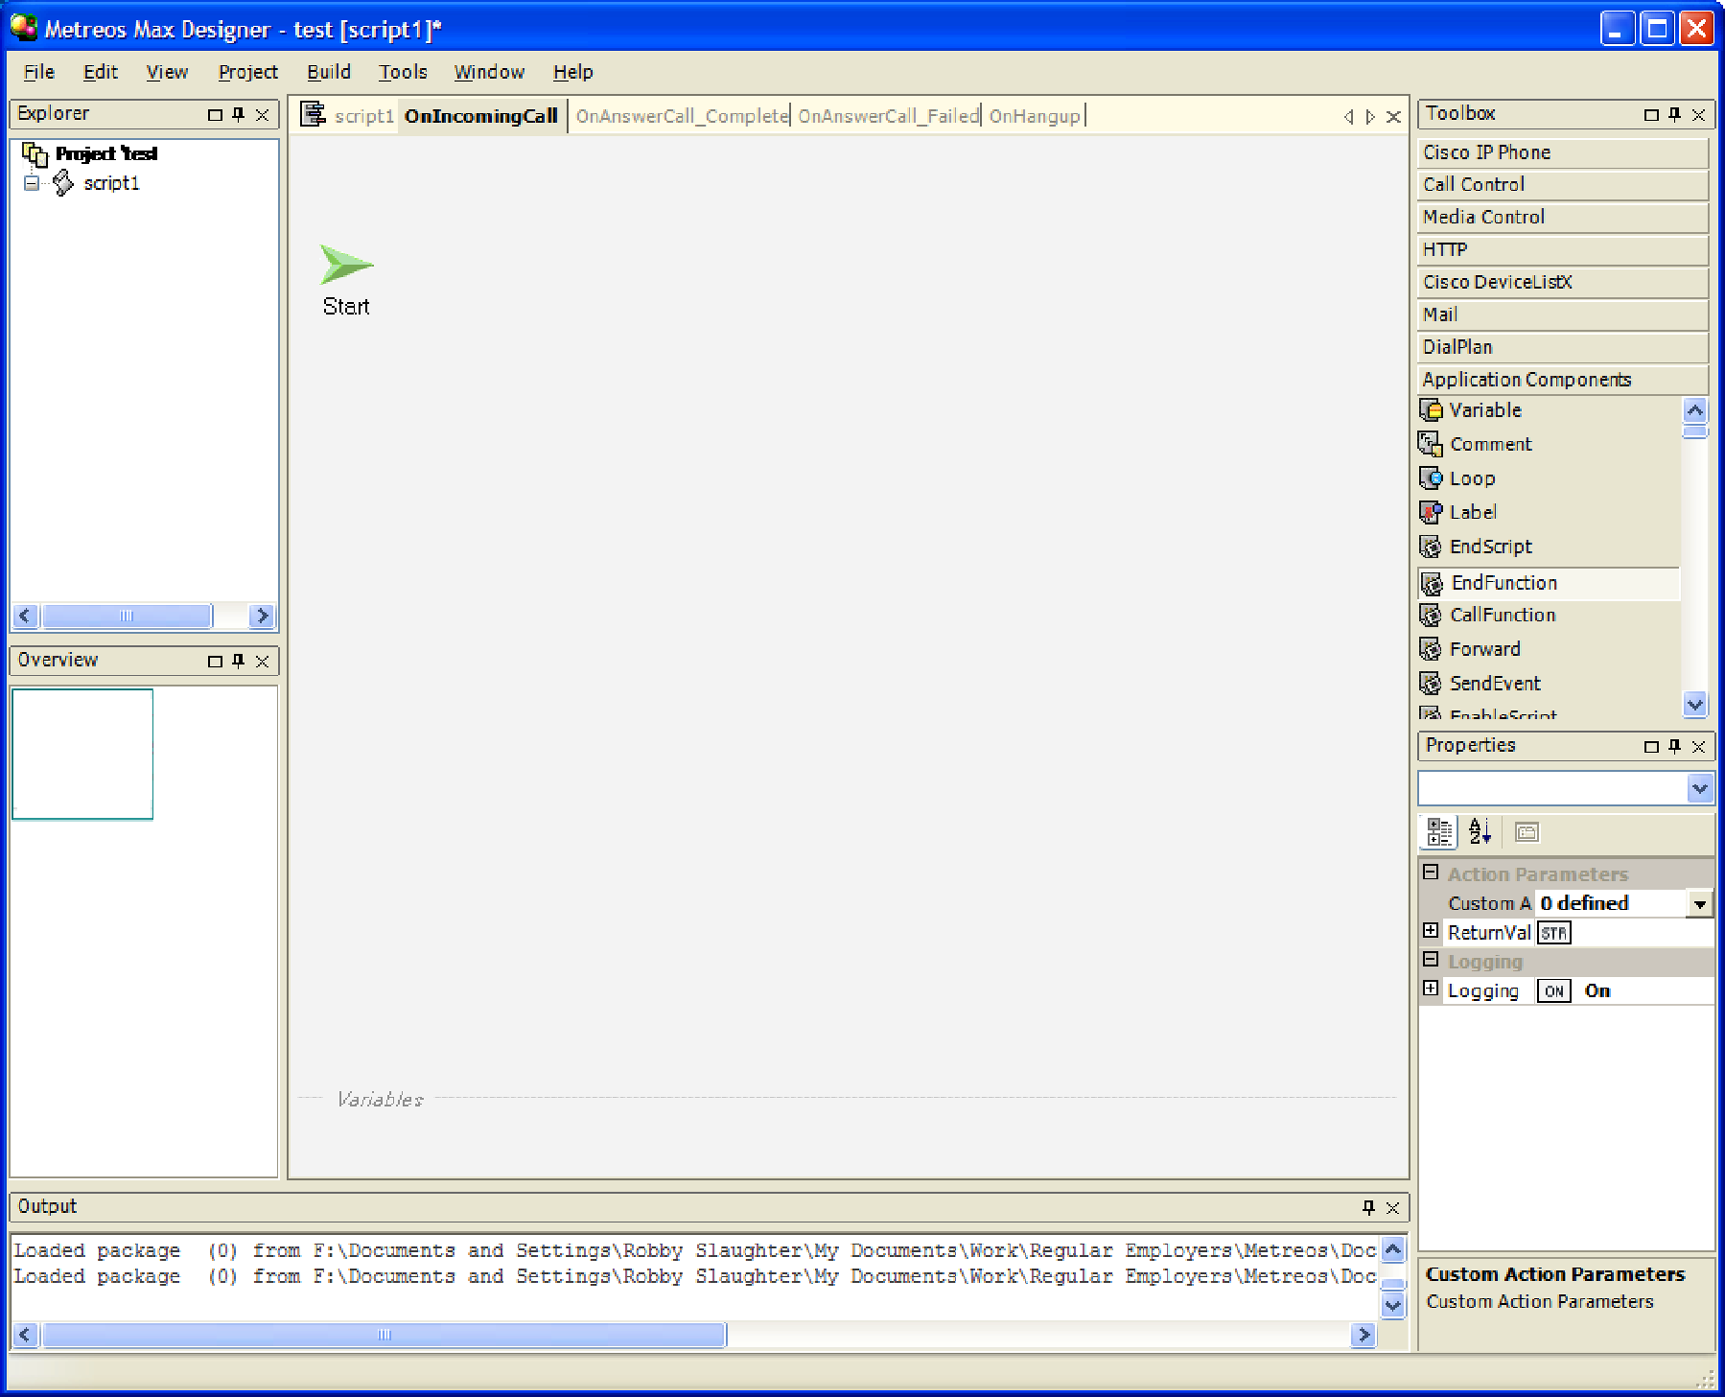 Metreos Max Designer - test [script1]*
File Edit View Project Build Tools Window Help
Explorer
Project 'test
script1
Overview
script1 OnIncomingCall OnAnswerCall_Complete OnAnswerCall_Failed OnHangup
Start
Variables
Toolbox
Cisco IP Phone
Call Control
Media Control
HTTP
Cisco DeviceListX
Mail
DialPlan
Application Components
Variable
Comment
Loop
Label
EndScript
EndFunction
CallFunction
Forward
SendEvent
EnableScript
Properties
Action Parameters
Custom A 0 defined
ReturnVal STR
Logging
Logging ON On
Custom Action Parameters
Custom Action Parameters
Output
Loaded package (0) from F:\Documents and Settings\Robby Slaughter\My Documents\Work\Regular Employers\Metreos\Doc
Loaded package (0) from F:\Documents and Settings\Robby Slaughter\My Documents\Work\Regular Employers\Metreos\Doc